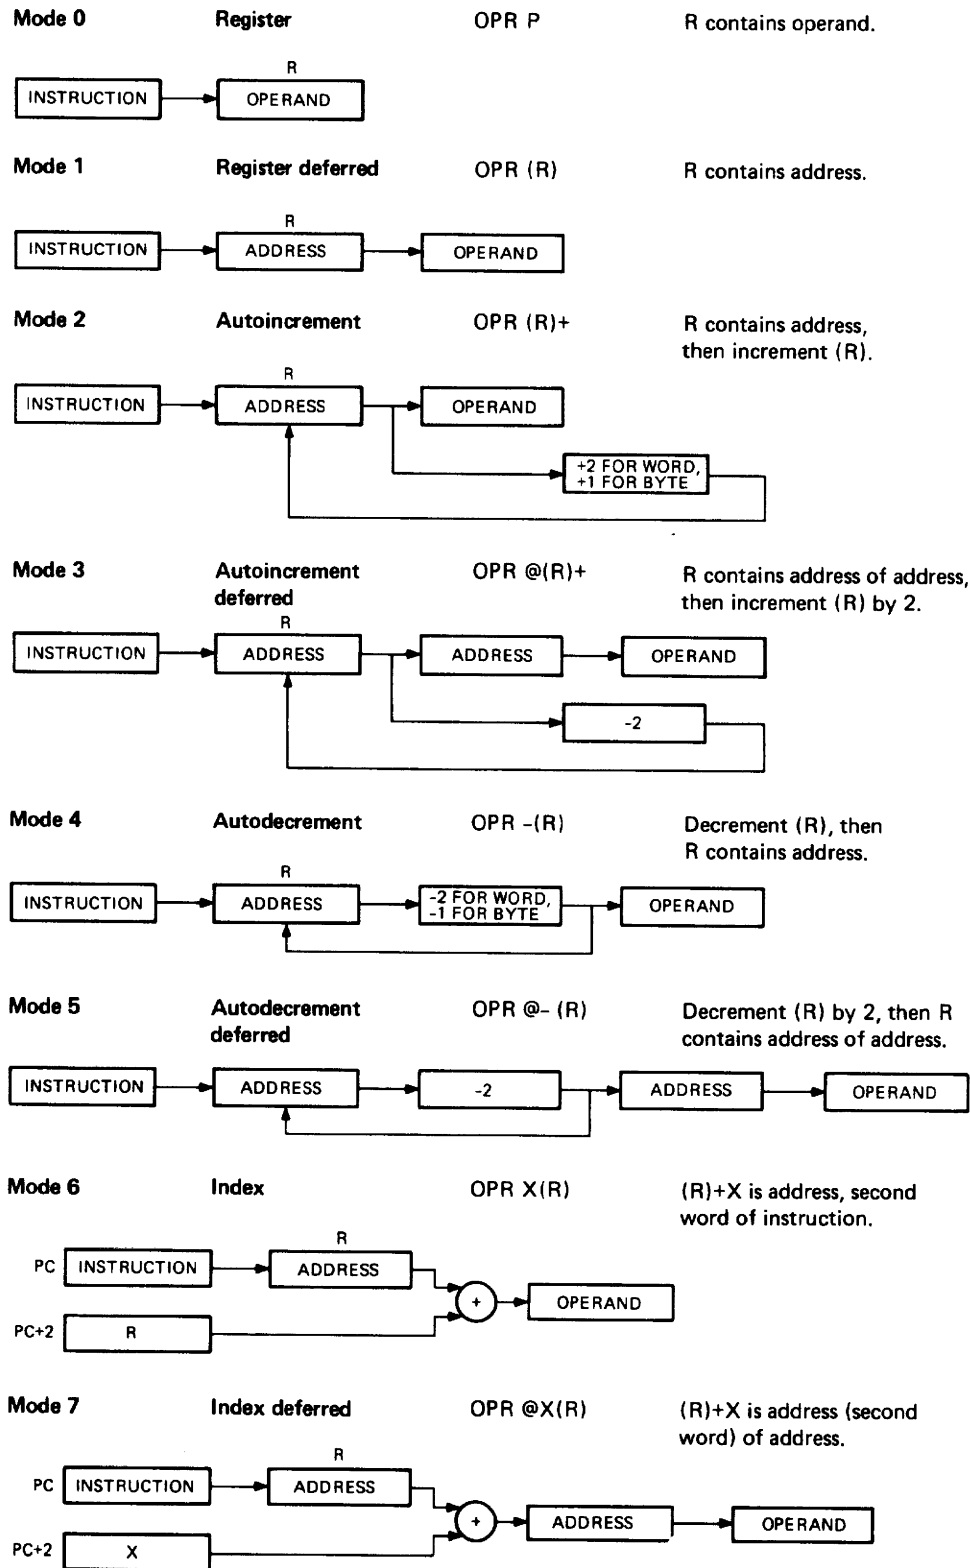 Mode 0 Register OPR P R contains operand.
R
INSTRUCTION OPERAND
Mode 1 Register deferred OPR (R) R contains address.
R
INSTRUCTION ADDRESS OPERAND
Mode 2 Autoincrement OPR (R)+ R contains address,
then increment (R).
R
INSTRUCTION ADDRESS OPERAND
+2 FOR WORD,
+1 FOR BYTE
Mode 3 Autoincrement OPR @(R)+ R contains address of address,
deferred then increment (R) by 2.
R
INSTRUCTION ADDRESS ADDRESS OPERAND
-2
Mode 4 Autodecrement OPR -(R) Decrement (R), then
R contains address.
R
INSTRUCTION ADDRESS -2 FOR WORD, OPERAND
-1 FOR BYTE
Mode 5 Autodecrement OPR @- (R) Decrement (R) by 2, then R
deferred contains address of address.
INSTRUCTION ADDRESS -2 ADDRESS OPERAND
Mode 6 Index OPR X(R) (R)+X is address, second
word of instruction.
R
PC INSTRUCTION ADDRESS
+ OPERAND
PC+2 R
Mode 7 Index deferred OPR @X(R) (R)+X is address (second
word) of address.
R
PC INSTRUCTION ADDRESS
+ ADDRESS OPERAND
PC+2 X